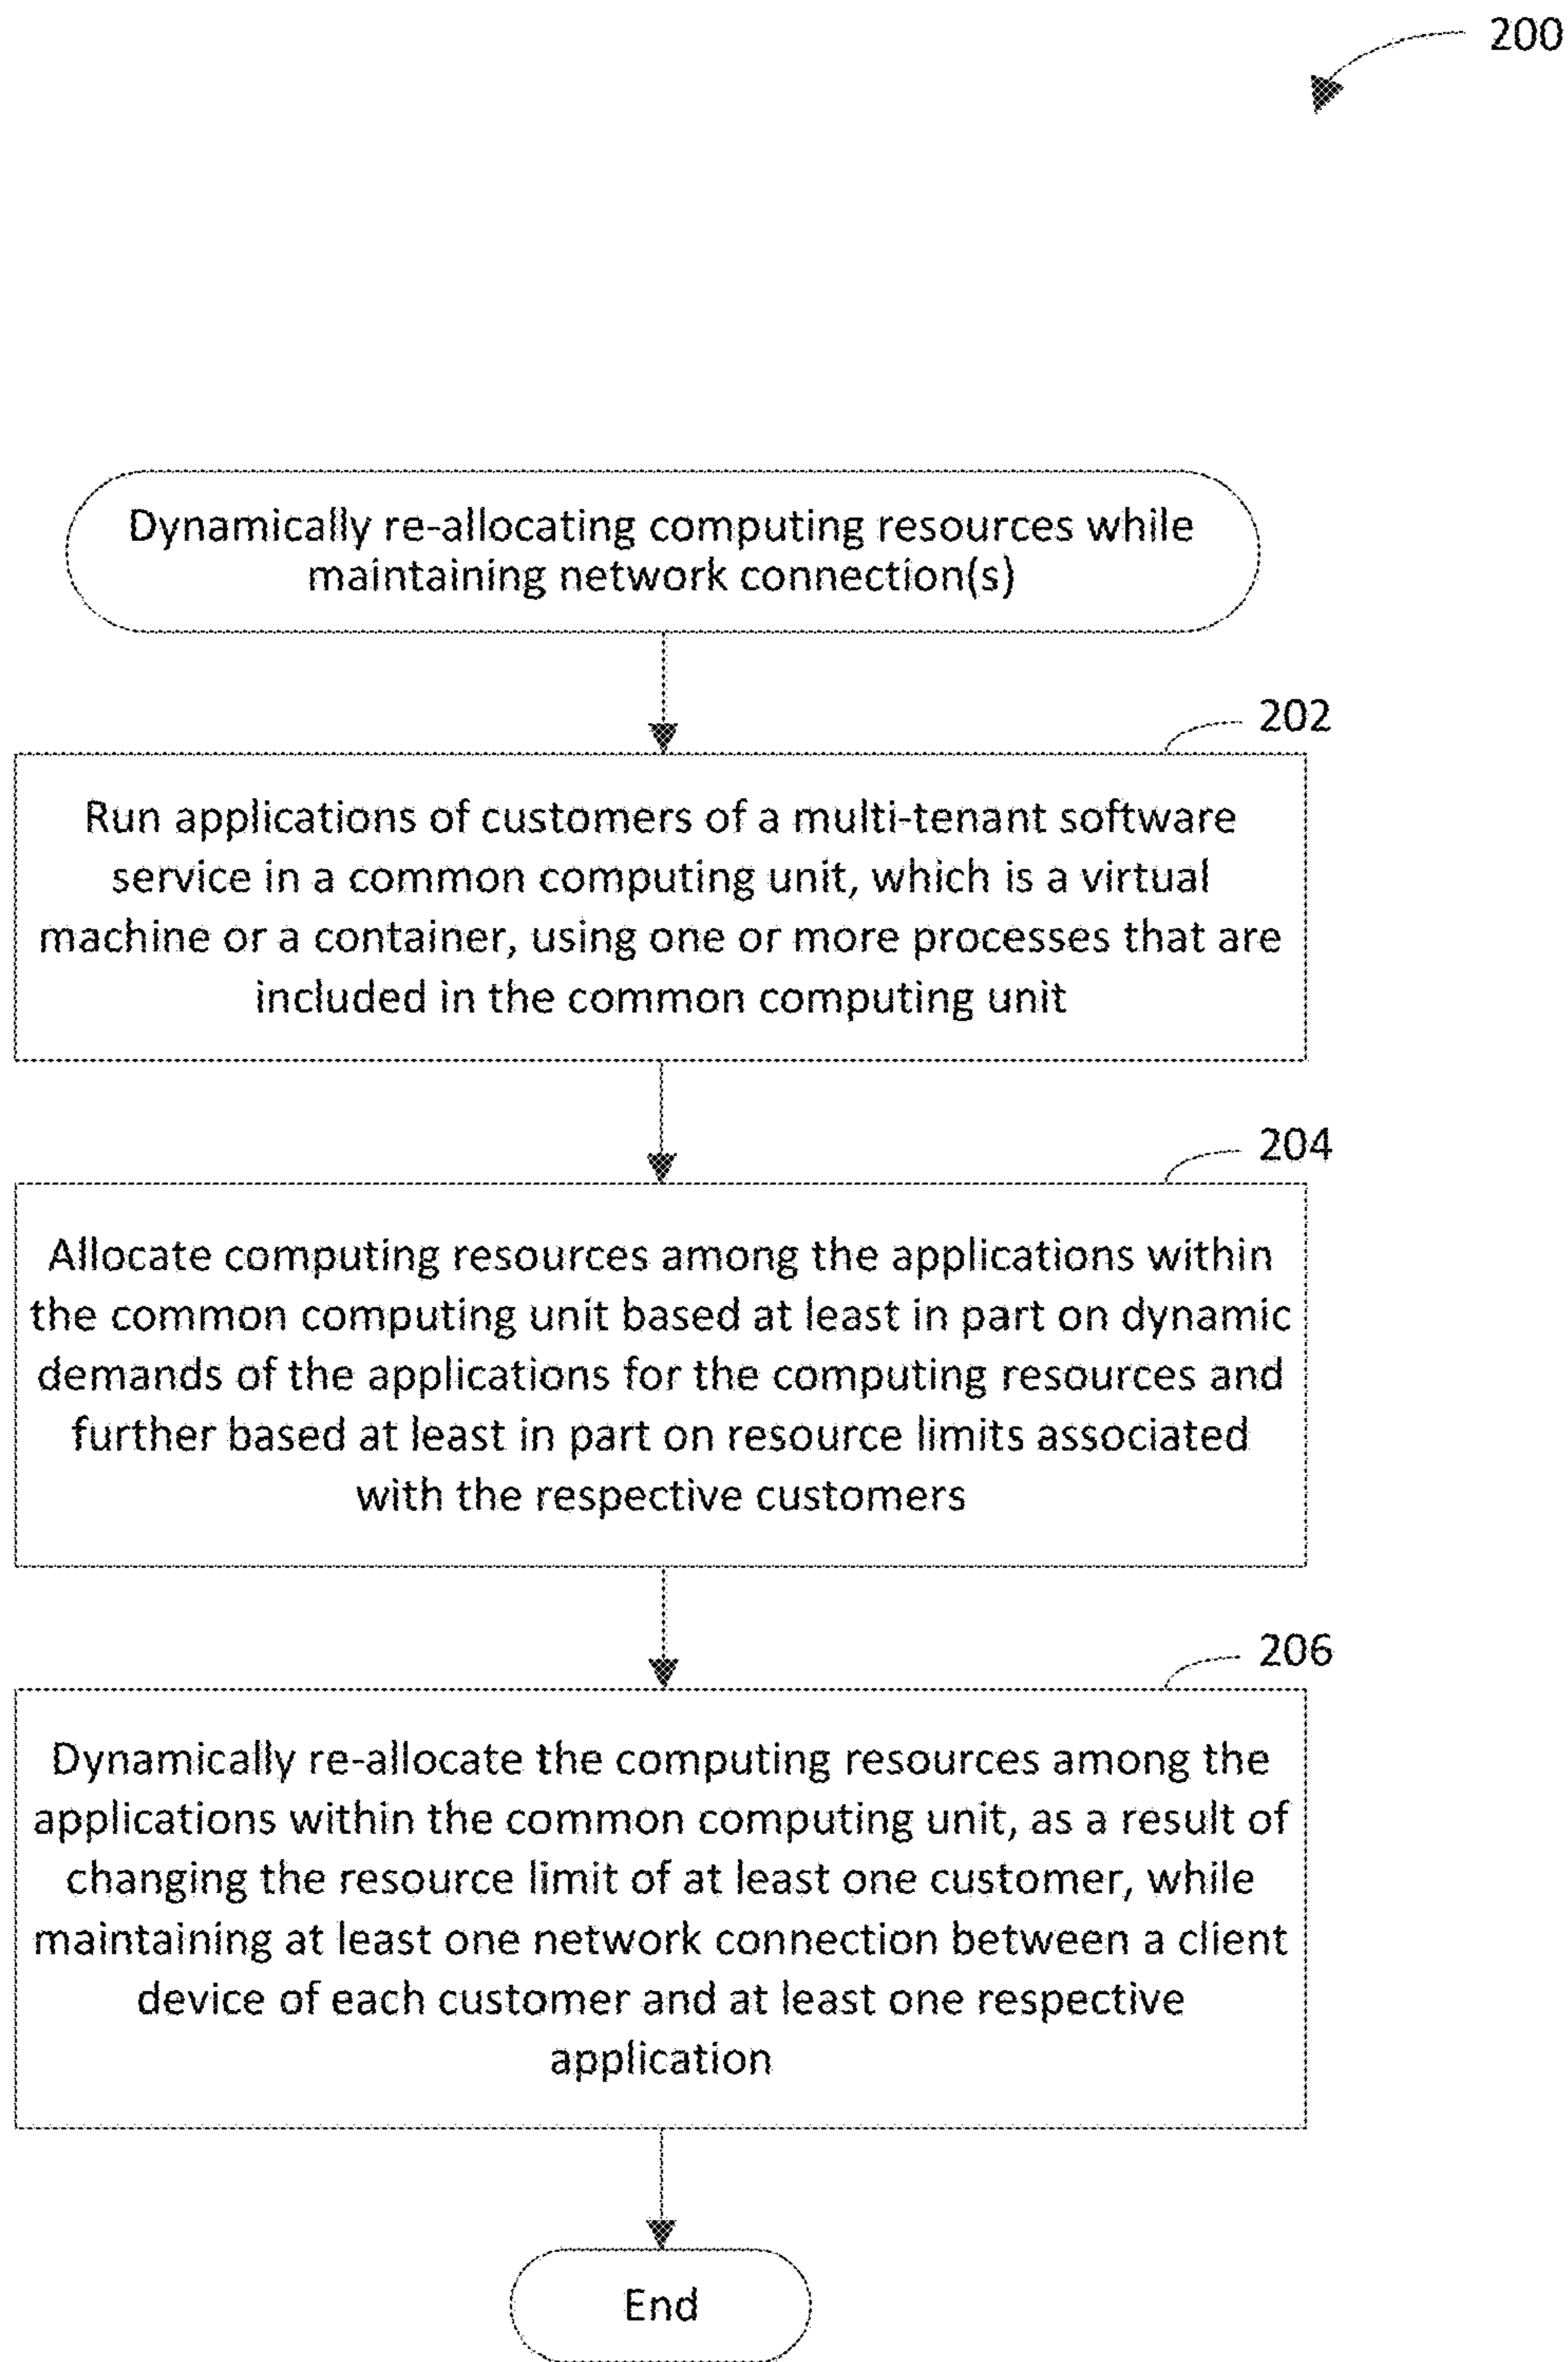 200
Dynamically re-allocating computing resources while
maintaining network connection(s)
202
Run applications of customers of a multi-tenant software
service in a common computing unit, which is a virtual
machine or a container, using one or more processes that are
included in the common computing unit
204
Allocate computing resources among the applications within
the common computing unit based at least in part on dynamic
demands of the applications for the computing resources and
further based at least in part on resource limits associated
with the respective customers
206
Dynamically re-allocate the computing resources among the
applications within the common computing unit, as a result of
changing the resource limit of at least one customer, while
maintaining at least one network connection between a client
device of each customer and at least one respective
application
End